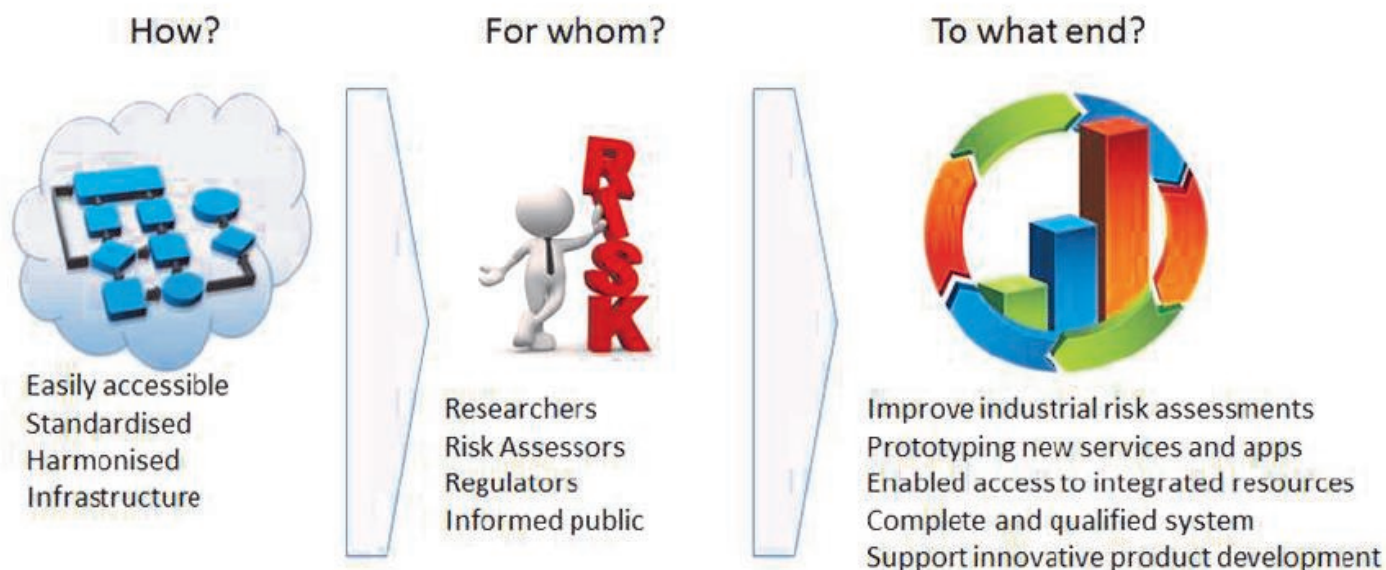 How?
For whom?
To what end?
RISK
Easily accessible
Standardised
Harmonised
Infrastructure
Researchers
Risk Assessors
Regulators
Informed public
Improve industrial risk assessments
Prototyping new services and apps
Enabled access to integrated resources
Complete and qualified system
Support innovative product development